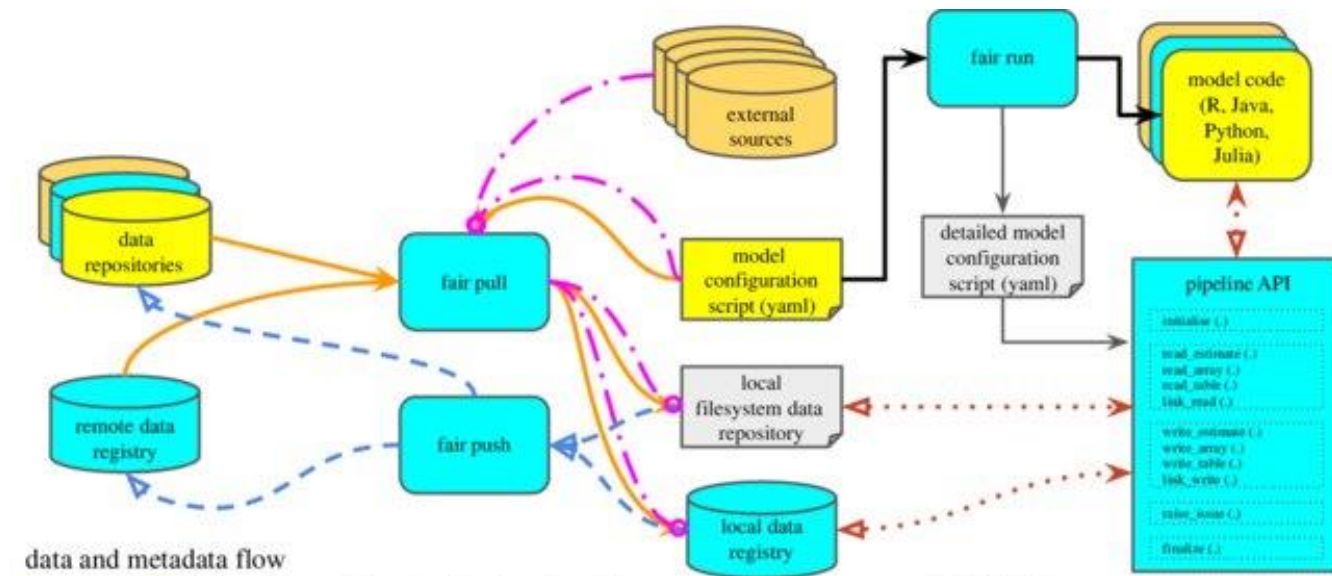 external
sources
fair run
model code
(R, Java,
Python,
Julia)
data
repositories
fair pull
model
configuration
script (yaml)
detailed model
configuration
script (yaml)
pipeline API
initialise (.)
read_estimate (.)
read_array (.)
read_table (.)
link_read (.)
remote data
registry
fair push
local
filesystem data
repository
write_estimate (.)
write_array (.)
write_table (.)
link_write (.)
raise_issue (.)
finalise (.)
local data
registry
data and metadata flow